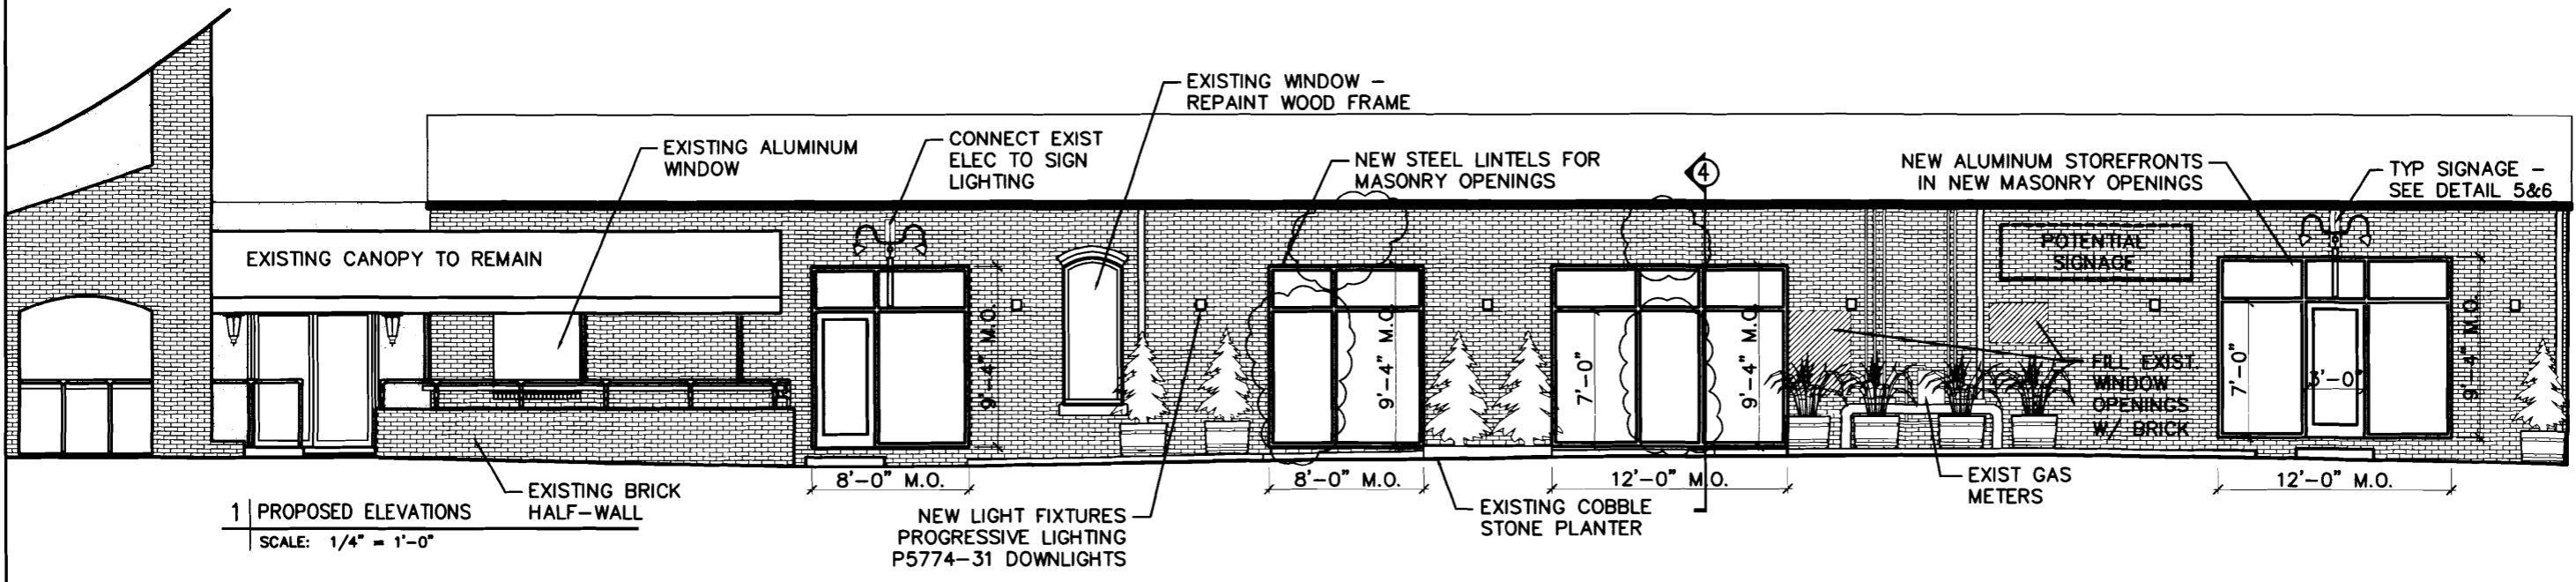 EXISTING WINDOW –
REPAINT WOOD FRAME
EXISTING ALUMINUM
WINDOW
CONNECT EXIST
ELEC TO SIGN
LIGHTING
NEW STEEL LINTELS FOR
MASONRY OPENINGS
4
NEW ALUMINUM STOREFRONTS
IN NEW MASONRY OPENINGS
TYP SIGNAGE –
SEE DETAIL 5&6
EXISTING CANOPY TO REMAIN
POTENTIAL
SIGNAGE
9'-4" M.O.
9'-4" M.O.
7'-0"
9'-4" M.O.
FILL EXIST.
WINDOW
OPENINGS
W/ BRICK
7'-0"
3'-0"
9'-4" M.O.
8'-0" M.O.
8'-0" M.O.
12'-0" M.O.
12'-0" M.O.
EXIST GAS
METERS
EXISTING BRICK
HALF-WALL
EXISTING COBBLE
STONE PLANTER
NEW LIGHT FIXTURES
PROGRESSIVE LIGHTING
P5774-31 DOWNLIGHTS
1 PROPOSED ELEVATIONS
SCALE: 1/4" = 1'-0"